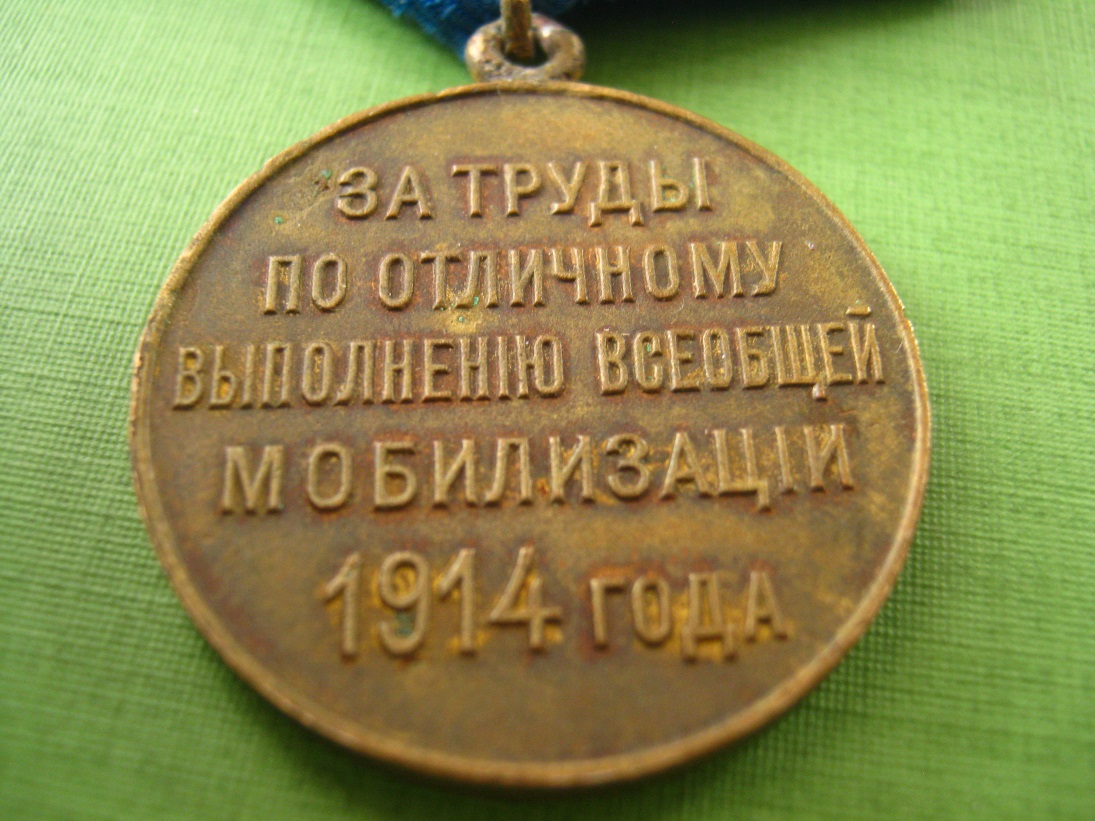 ЗА ТРУДЫ
ПО ОТЛИЧНОМУ
ВЫПОЛНЕНІЮ ВСЕОБЩЕЙ
МОБИЛИЗАЦІИ
1914 ГОДА